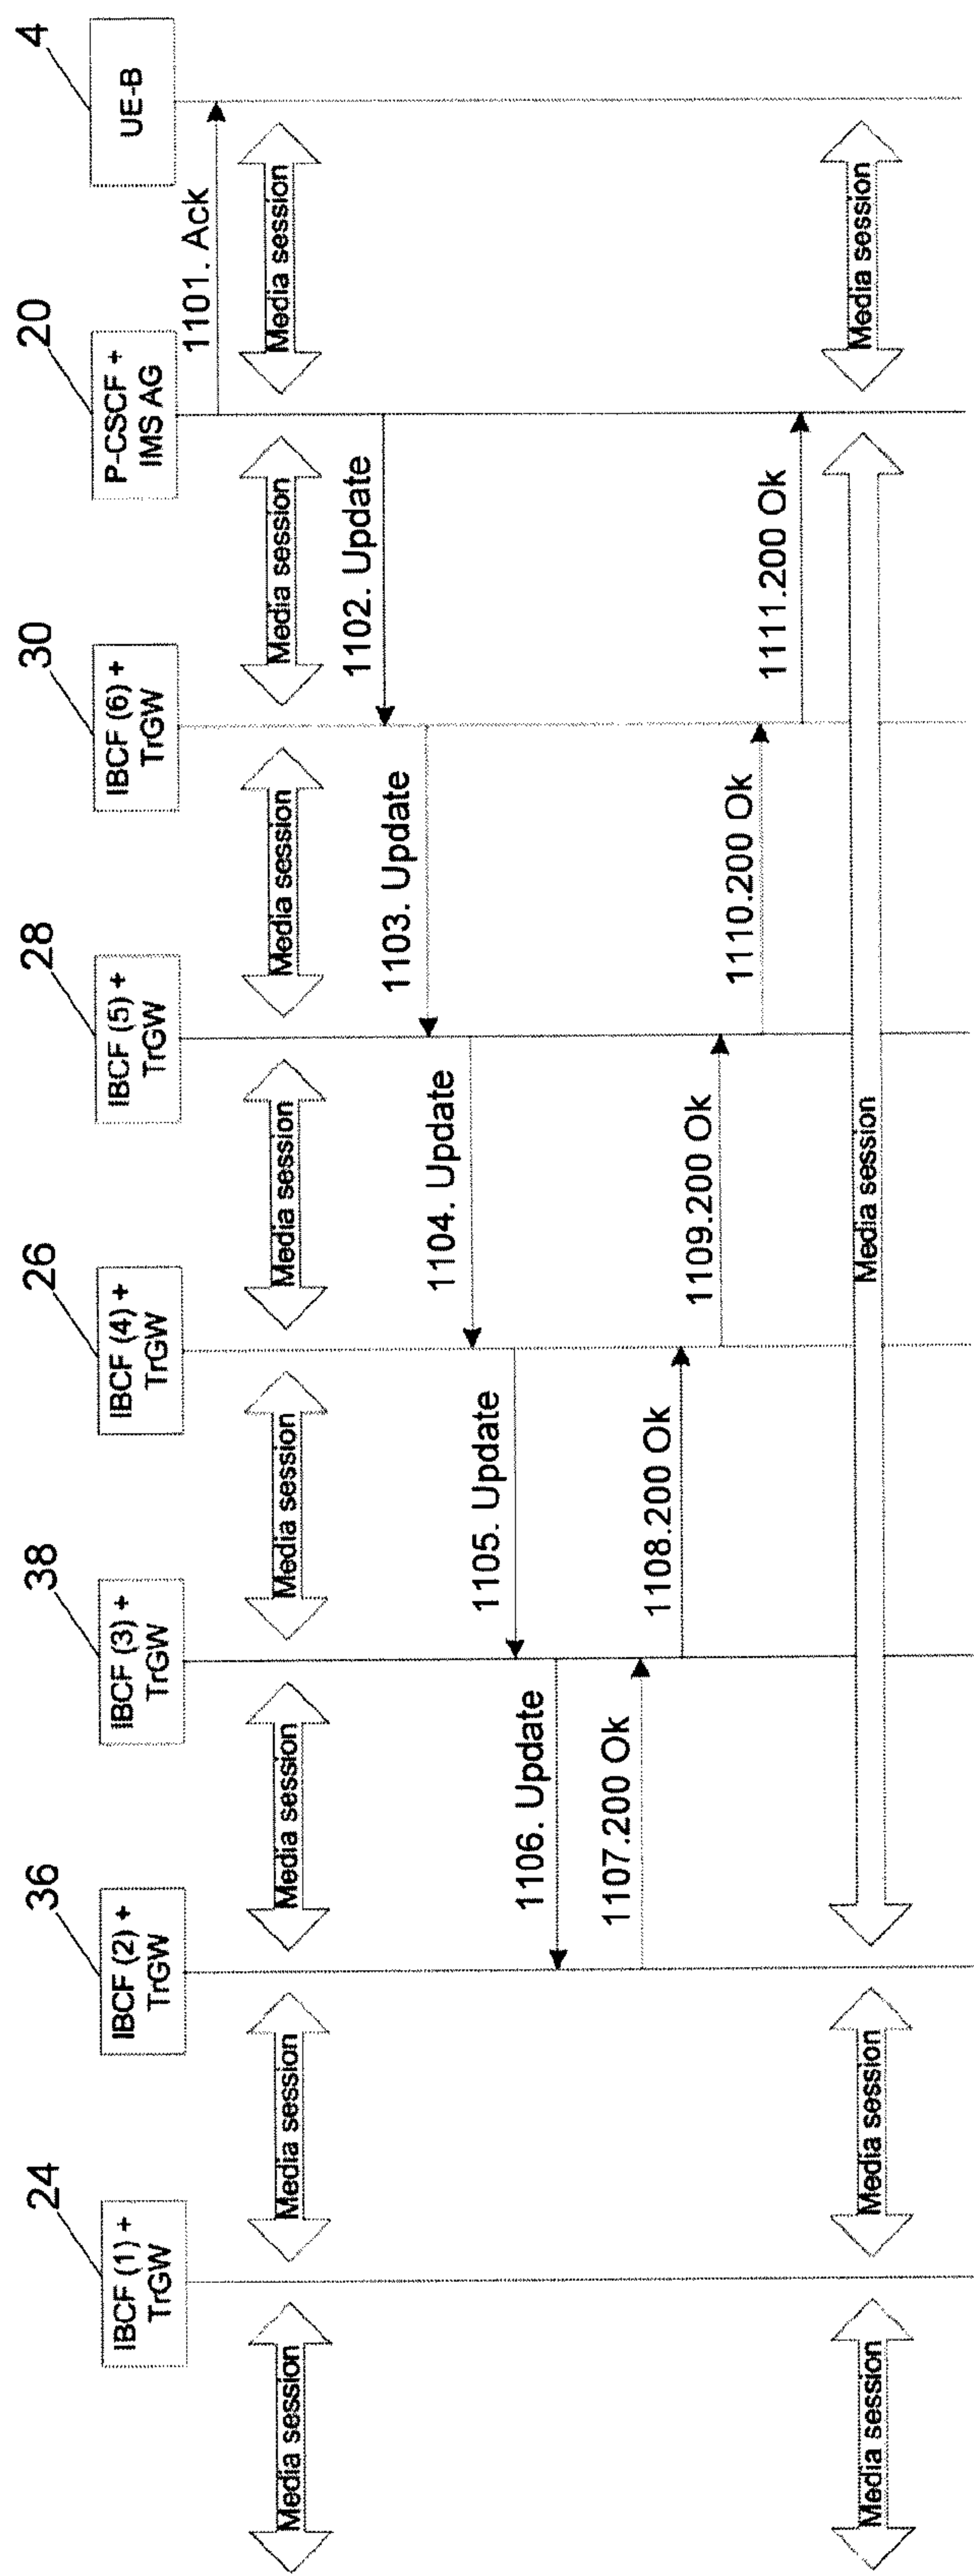 24
IBCF (1) +
TrGW
36
IBCF (2) +
TrGW
38
IBCF (3) +
TrGW
26
IBCF (4) +
TrGW
28
IBCF (5) +
TrGW
30
IBCF (6) +
TrGW
20
P-CSCF +
IMS AG
4
UE-B
1101. Ack
Media session
Media session
Media session
Media session
Media session
Media session
Media session
Media session
Media session
1102. Update
1103. Update
1104. Update
1105. Update
1106. Update
1107.200 Ok
1108.200 Ok
1109.200 Ok
1110.200 Ok
1111.200 Ok
Media session
Media session
Media session
Media session